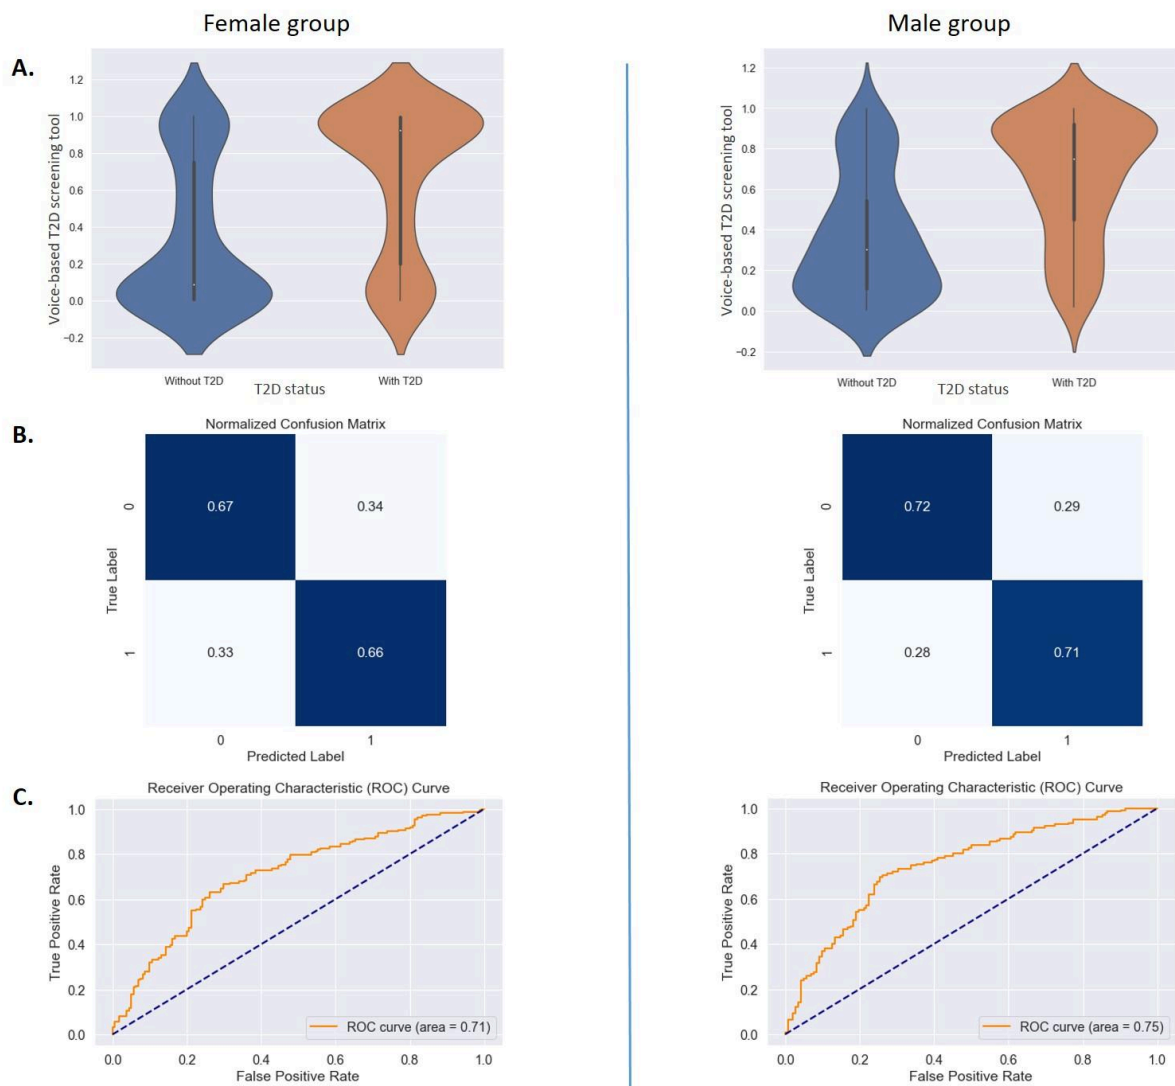 Female group
Male group
A.
Voice-based T2D screening tool
1.2
1.0
0.8
0.6
0.4
0.2
0.0
−0.2
Without T2D
With T2D
T2D status
Voice-based T2D screening tool
1.2
1.0
0.8
0.6
0.4
0.2
0.0
−0.2
Without T2D
With T2D
T2D status
B.
Normalized Confusion Matrix
True Label
0
0.67
0.34
1
0.33
0.66
0
1
Predicted Label
Normalized Confusion Matrix
True Label
0
0.72
0.29
1
0.28
0.71
0
1
Predicted Label
C.
Receiver Operating Characteristic (ROC) Curve
True Positive Rate
1.0
0.8
0.6
0.4
0.2
0.0
ROC curve (area = 0.71)
0.0
0.2
0.4
0.6
0.8
1.0
False Positive Rate
Receiver Operating Characteristic (ROC) Curve
True Positive Rate
1.0
0.8
0.6
0.4
0.2
0.0
ROC curve (area = 0.75)
0.0
0.2
0.4
0.6
0.8
1.0
False Positive Rate